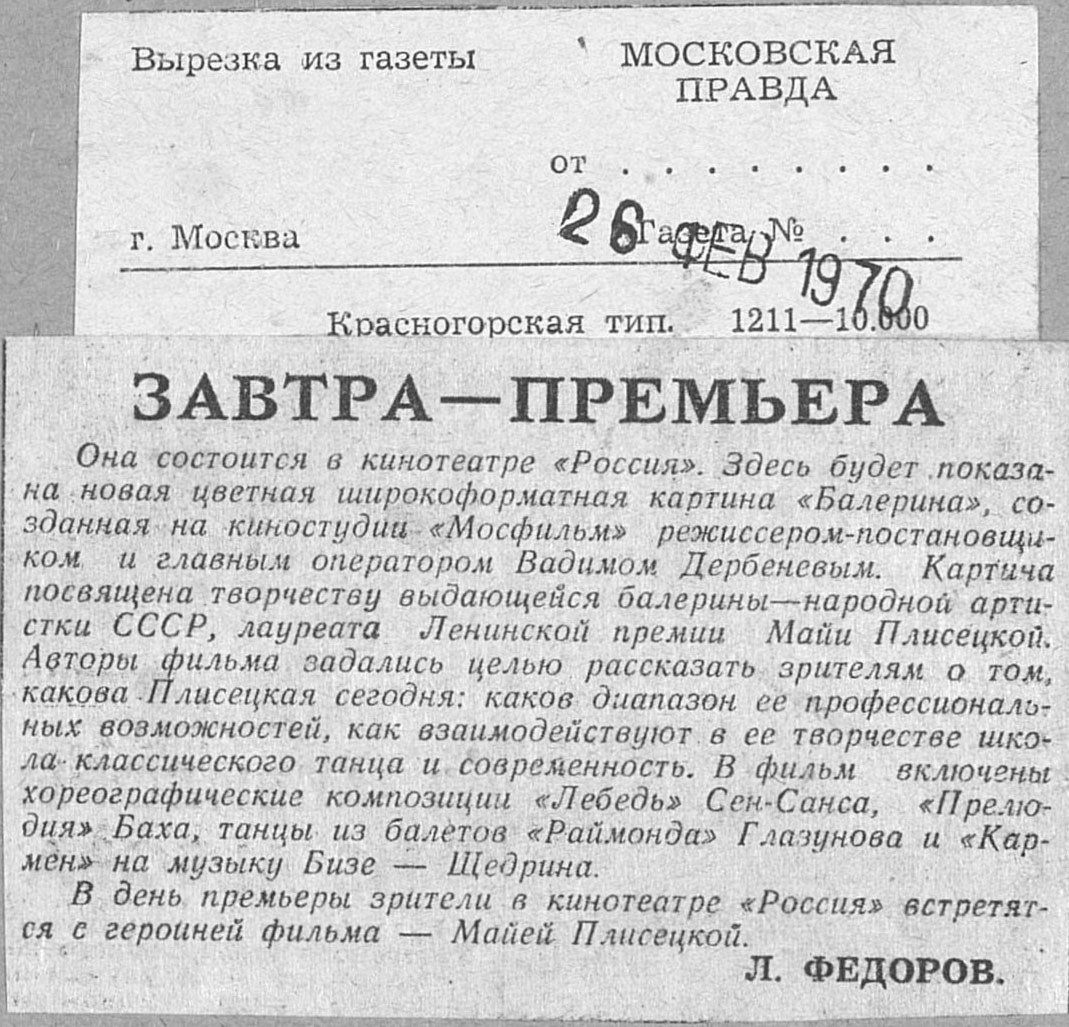 Вырезка из газеты
МОСКОВСКАЯ
ПРАВДА
от . . . . . . . .
26 ФЕВ 1970
г. Москва
Газета № . . .
Красногорская тип. 1211—10.000
ЗАВТРА—ПРЕМЬЕРА
Она состоится в кинотеатре «Россия». Здесь будет показа-
на новая цветная широкоформатная картина «Балерина», со-
зданная на киностудии «Мосфильм» режиссером-постановщи-
ком и главным оператором Вадимом Дербеневым. Картина
посвящена творчеству выдающейся балерины—народной арти-
стки СССР, лауреата Ленинской премии Майи Плисецкой.
Авторы фильма задались целью рассказать зрителям о том,
какова Плисецкая сегодня: каков диапазон ее профессиональ-
ных возможностей, как взаимодействуют в ее творчестве шко-
ла классического танца и современность. В фильм включены
хореографические композиции «Лебедь» Сен-Санса, «Прелю-
дия» Баха, танцы из балетов «Раймонда» Глазунова и «Кар-
мен» на музыку Бизе — Щедрина.
В день премьеры зрители в кинотеатре «Россия» встретят-
ся с героиней фильма — Майей Плисецкой.
Л. ФЕДОРОВ.